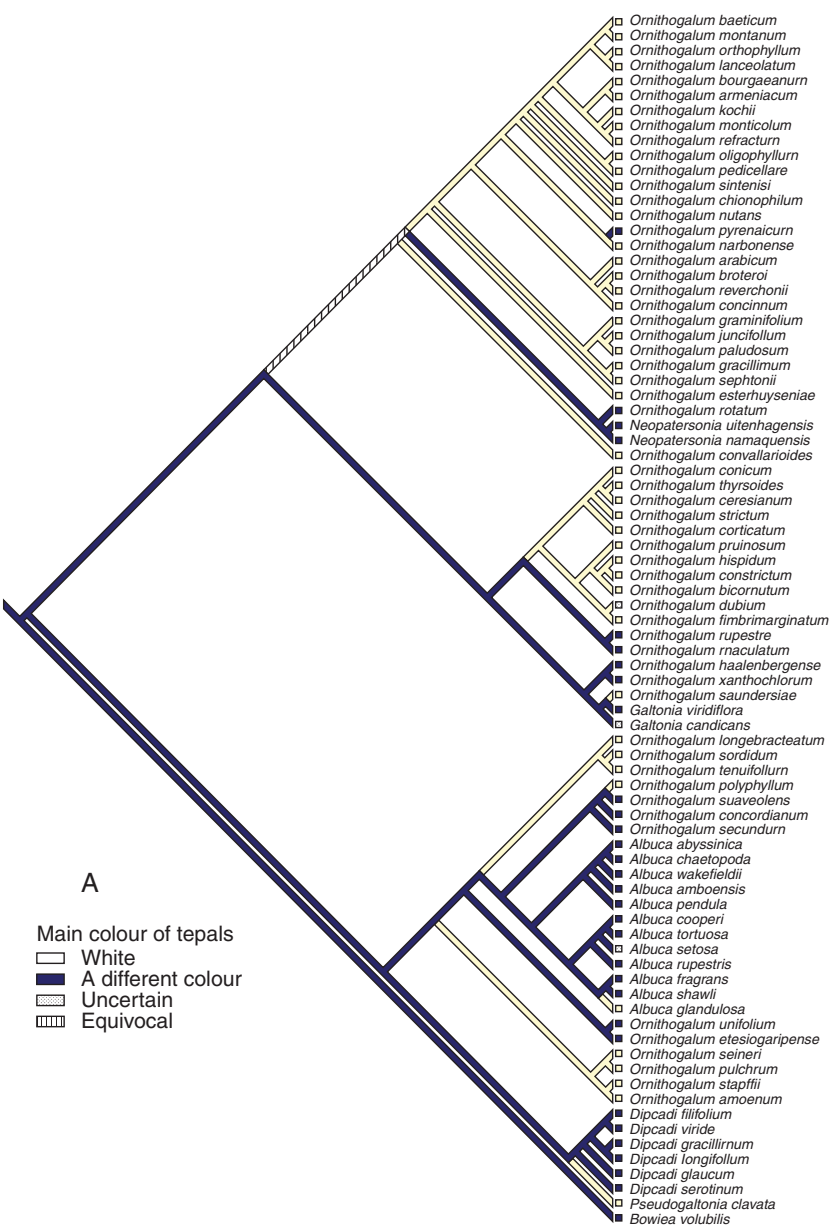 Ornithogalum baeticum
Ornithogalum montanum
Ornithogalum orthophyllum
Ornithogalum lanceolatum
Ornithogalum bourgaeanurn
Ornithogalum armeniacum
Ornithogalum kochii
Ornithogalum monticolum
Ornithogalum refracturn
Ornithogalum oligophyllurn
Ornithogalum pedicellare
Ornithogalum sintenisi
Ornithogalum chionophilum
Ornithogalum nutans
Ornithogalum pyrenaicurn
Ornithogalum narbonense
Ornithogalum arabicum
Ornithogalum broteroi
Ornithogalum reverchonii
Ornithogalum concinnum
Ornithogalum graminifolium
Ornithogalum juncifollum
Ornithogalum paludosum
Ornithogalum gracillimum
Ornithogalum sephtonii
Ornithogalum esterhuyseniae
Ornithogalum rotatum
Neopatersonia uitenhagensis
Neopatersonia namaquensis
Ornithogalum convallarioides
Ornithogalum conicum
Ornithogalum thyrsoides
Ornithogalum ceresianum
Ornithogalum strictum
Ornithogalum corticatum
Ornithogalum pruinosum
Ornithogalum hispidum
Ornithogalum constrictum
Ornithogalum bicornutum
Ornithogalum dubium
Ornithogalum fimbrimarginatum
Ornithogalum rupestre
Ornithogalum rnaculatum
Ornithogalum haalenbergense
Ornithogalum xanthochlorum
Ornithogalum saundersiae
Galtonia viridiflora
Galtonia candicans
Ornithogalum longebracteatum
Ornithogalum sordidum
Ornithogalum tenuifollurn
Ornithogalum polyphyllum
Ornithogalum suaveolens
Ornithogalum concordianum
Ornithogalum secundurn
Albuca abyssinica
Albuca chaetopoda
Albuca wakefieldii
Albuca amboensis
Albuca pendula
Albuca cooperi
Albuca tortuosa
Albuca setosa
Albuca rupestris
Albuca fragrans
Albuca shawli
Albuca glandulosa
Ornithogalum unifolium
Ornithogalum etesiogaripense
Ornithogalum seineri
Ornithogalum pulchrum
Ornithogalum stapffii
Ornithogalum amoenum
Dipcadi filifolium
Dipcadi viride
Dipcadi gracillirnum
Dipcadi longifollum
Dipcadi glaucum
Dipcadi serotinum
Pseudogaltonia clavata
Bowiea volubilis
A
Main colour of tepals
White
A different colour
Uncertain
Equivocal